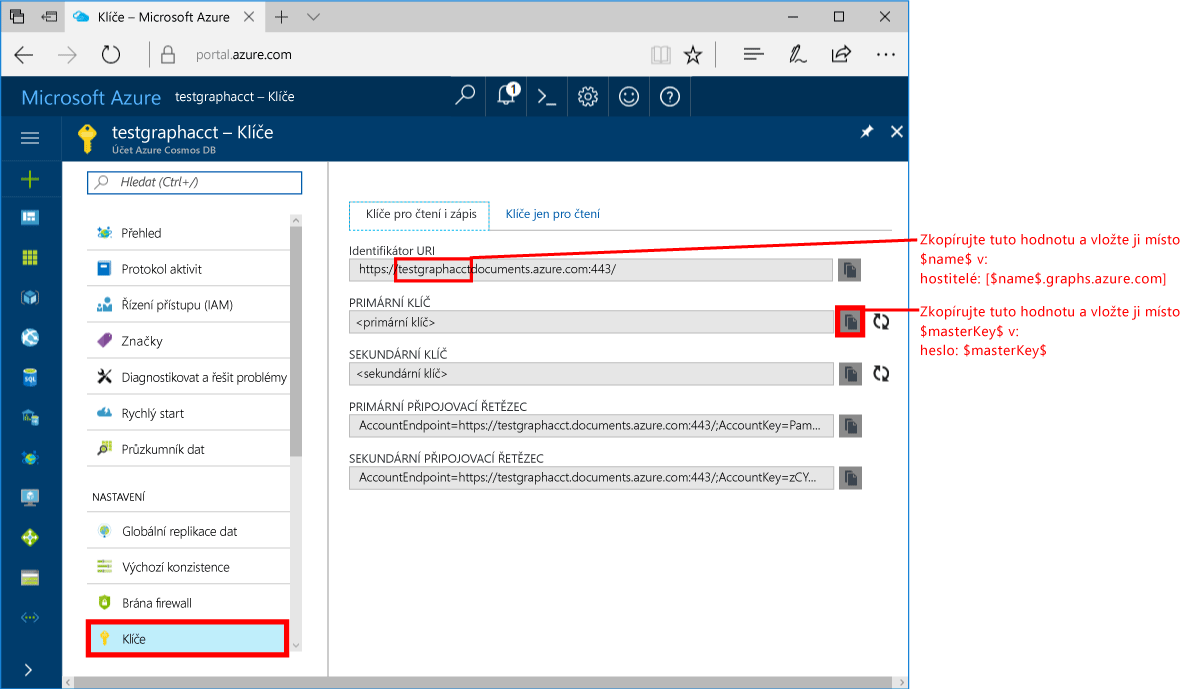 Klíče – Microsoft Azure
portal.azure.com
Microsoft Azure testgraphacct – Klíče
1
testgraphacct – Klíče
Účet Azure Cosmos DB
Hledat (Ctrl+/)
Přehled
Protokol aktivit
Řízení přístupu (IAM)
Značky
Diagnostikovat a řešit problémy
Rychlý start
Průzkumník dat
NASTAVENÍ
Globální replikace dat
Výchozí konzistence
Brána firewall
Klíče
Klíče pro čtení i zápis
Klíče jen pro čtení
Identifikátor URI
https://testgraphacctdocuments.azure.com:443/
PRIMÁRNÍ KLÍČ
<primární klíč>
SEKUNDÁRNÍ KLÍČ
<sekundární klíč>
PRIMÁRNÍ PŘIPOJOVACÍ ŘETĚZEC
AccountEndpoint=https://testgraphacct.documents.azure.com:443/;AccountKey=Pam...
SEKUNDÁRNÍ PŘIPOJOVACÍ ŘETĚZEC
AccountEndpoint=https://testgraphacct.documents.azure.com:443/;AccountKey=zCY...
Zkopírujte tuto hodnotu a vložte ji místo
$name$ v:
hostitelé: [$name$.graphs.azure.com]
Zkopírujte tuto hodnotu a vložte ji místo
$masterKey$ v:
heslo: $masterKey$